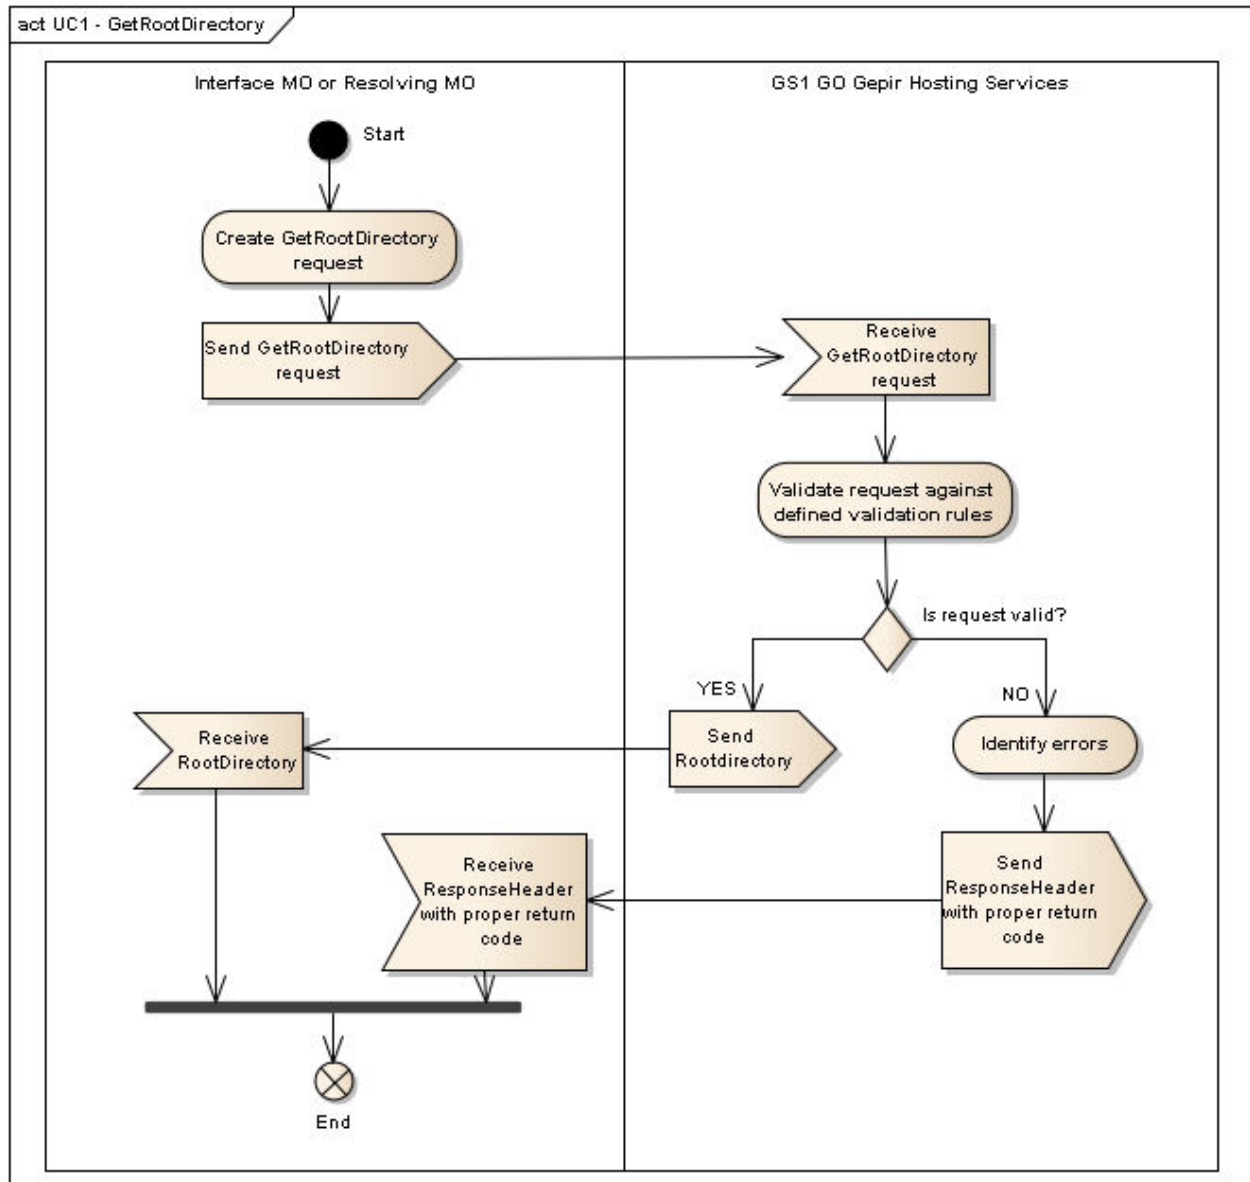 act UC1 - GetRootDirectory
Interface MO or Resolving MO
GS1 GO Gepir Hosting Services
Start
Create GetRootDirectory
request
Send GetRootDirectory
request
Receive
GetRootDirectory
request
Validate request against
defined validation rules
Is request valid?
YES
NO
Receive
RootDirectory
Send
Rootdirectory
Identify errors
Receive
ResponseHeader
with proper return
code
Send
ResponseHeader
with proper return
code
End